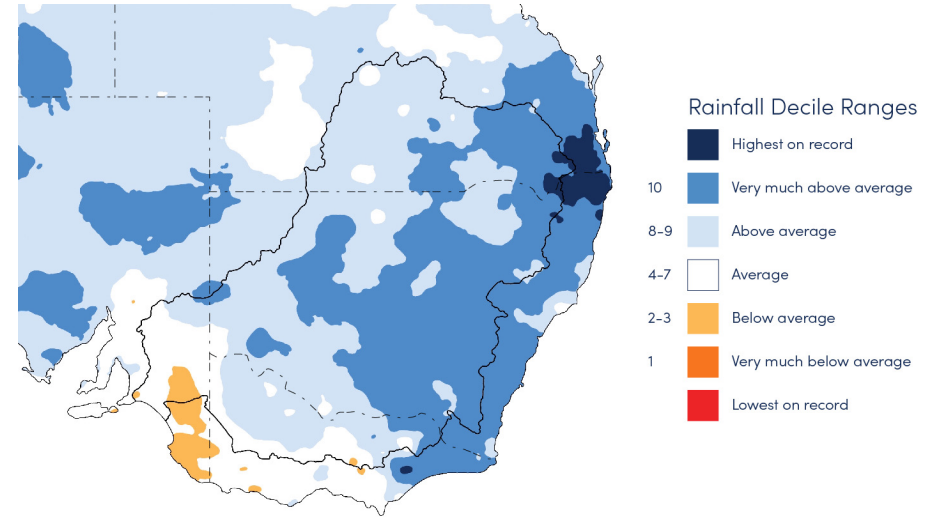 Rainfall Decile Ranges
Highest on record
10 Very much above average
8-9 Above average
4-7 Average
2-3 Below average
1 Very much below average
Lowest on record